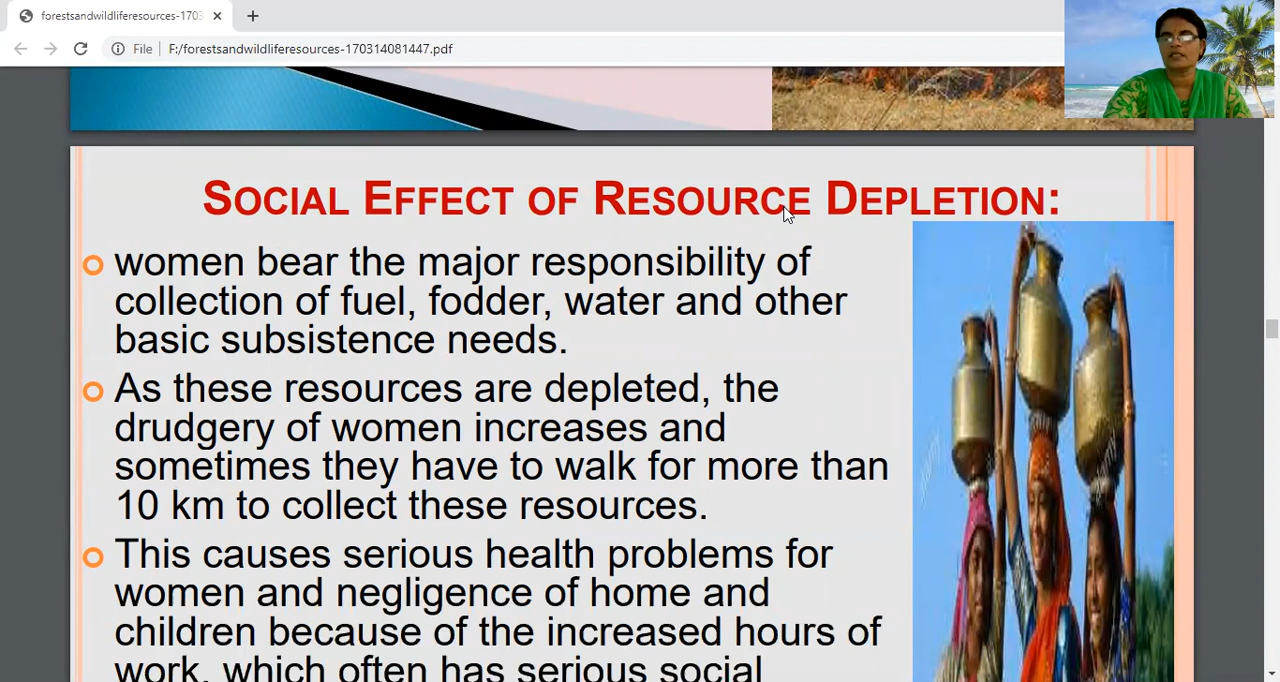 forestsandwildliferesources-1703
File
F:/forestsandwildliferesources-170314081447.pdf
SOCIAL EFFECT OF RESOURCE DEPLETION:
women bear the major responsibility of
collection of fuel, fodder, water and other
basic subsistence needs.
As these resources are depleted, the
drudgery of women increases and
sometimes they have to walk for more than
10 km to collect these resources.
This causes serious health problems for
women and negligence of home and
children because of the increased hours of
work, which often has serious social